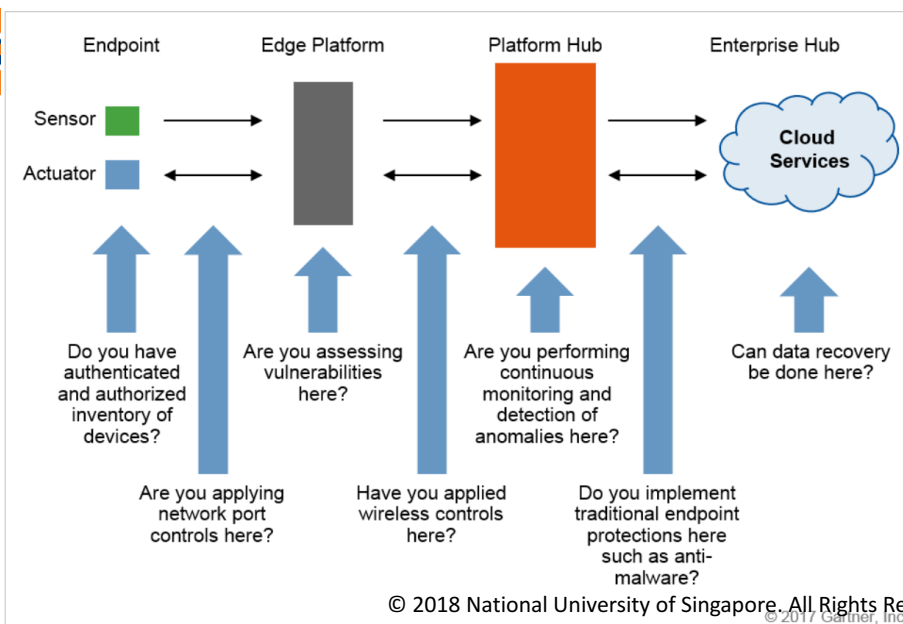 Endpoint
Edge Platform
Platform Hub
Enterprise Hub
Sensor
Actuator
Cloud
Services
Do you have
authenticated
and authorized
inventory of
devices?
Are you assessing
vulnerabilities
here?
Are you performing
continuous
monitoring and
detection of
anomalies here?
Can data recovery
be done here?
Are you applying
network port
controls here?
Have you applied
wireless controls
here?
Do you implement
traditional endpoint
protections here
such as anti-
malware?
© 2018 National University of Singapore. All Rights Re
© 2017 Gartner, Inc